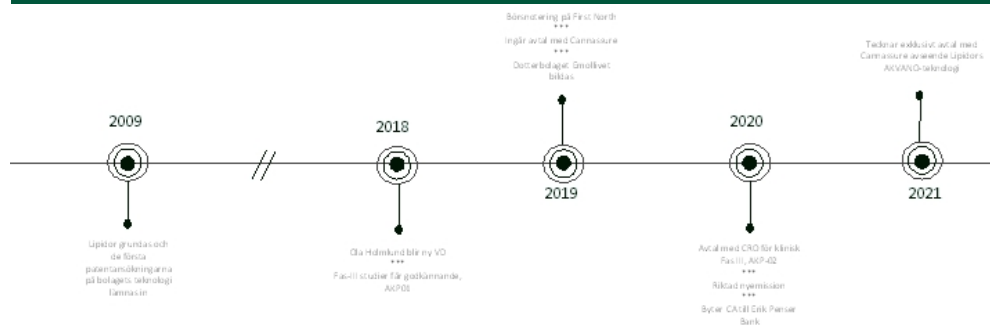 2009
Lipidor grundas och
de första
patentansökningarna
på bolagets teknologi
lämnas in
2018
Ola Holmlund blir ny VD
***
Fas-III studier får godkännande,
AKP01
Börsnotering på First North
***
Ingår avtal med Cannassure
***
Dotterbolaget Emollivet
bildas
2019
2020
Avtal med CRO för klinisk
Fas III, AKP-02
***
Riktad nyemission
***
Byter CA till Erik Penser
Bank
Tecknar exklusivt avtal med
Cannassure avseende Lipidors
AKVANO-teknologi
2021